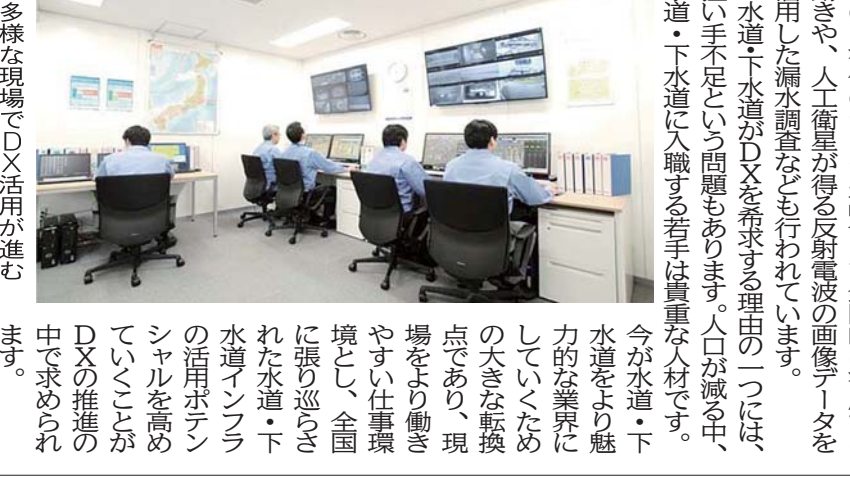 きや、人工衛星が得る反射電波の画像データを
用した漏水調査なども行われています。
水道・下水道がDXを希求する理由の一つには、
い手不足という問題もあります。人口が減る中、
道・下水道に入職する若手は貴重な人材です。
今が水道・下
水道をより魅
力的な業界に
していくため
の大きな転換
点であり、現
場をより働き
やすい仕事環
境とし、全国
に張り巡らさ
れた水道・下
水道インフラ
の活用ポテン
シャルを高め
ていくことが
DXの推進の
中で求められ
ます。
多様な現場でDX活用が進む